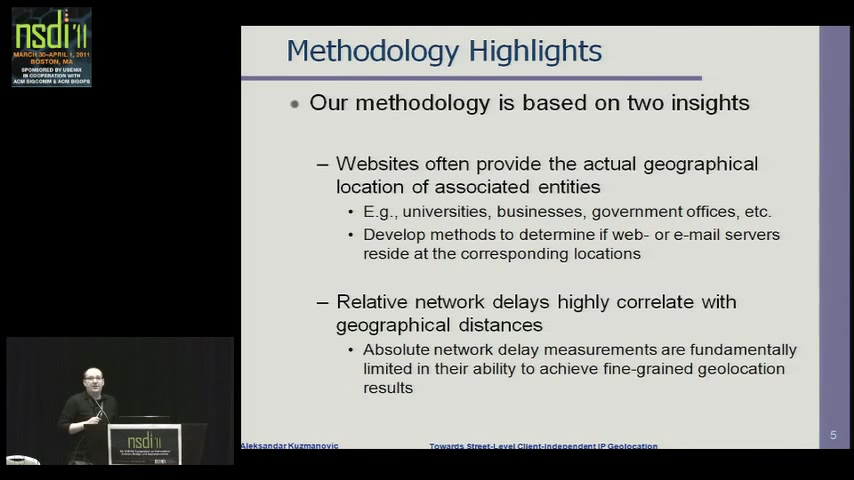 nsdi'11
MARCH 30–APRIL 1, 2011
BOSTON, MA
SPONSORED BY USENIX
IN COOPERATION WITH
ACM SIGCOMM & ACM SIGOPS
Methodology Highlights
• Our methodology is based on two insights
– Websites often provide the actual geographical
location of associated entities
• E.g., universities, businesses, government offices, etc.
• Develop methods to determine if web- or e-mail servers
reside at the corresponding locations
– Relative network delays highly correlate with
geographical distances
• Absolute network delay measurements are fundamentally
limited in their ability to achieve fine-grained geolocation
results
5
Aleksandar Kuzmanovic
Towards Street-Level Client-Independent IP Geolocation
nsdi'11